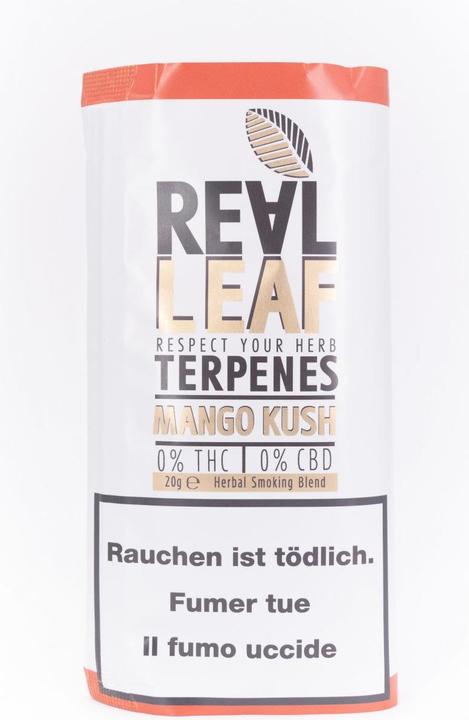 REAL
LEAF
RESPECT YOUR HERB
TERPENES
MANGO KUSH
0% THC | 0% CBD
20g ℮ Herbal Smoking Blend
Rauchen ist tödlich.
Fumer tue
Il fumo uccide